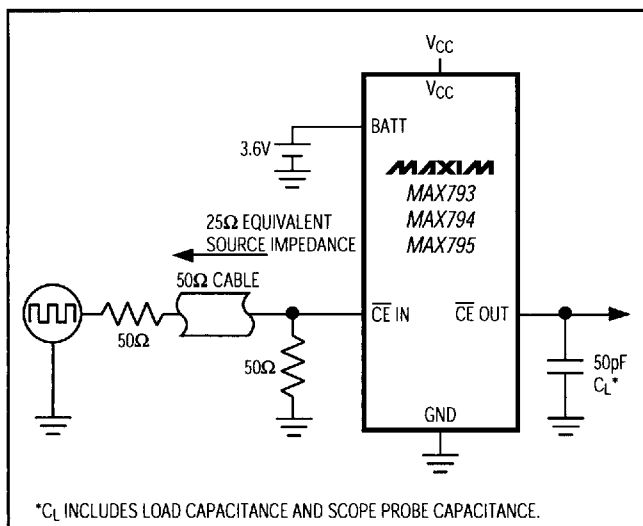 VCC
VCC
BATT
3.6V
MAXIM
MAX793
MAX794
MAX795
25Ω EQUIVALENT
SOURCE IMPEDANCE
50Ω CABLE
50Ω
50Ω
CE IN
CE OUT
50pF
CL*
GND
*CL INCLUDES LOAD CAPACITANCE AND SCOPE PROBE CAPACITANCE.